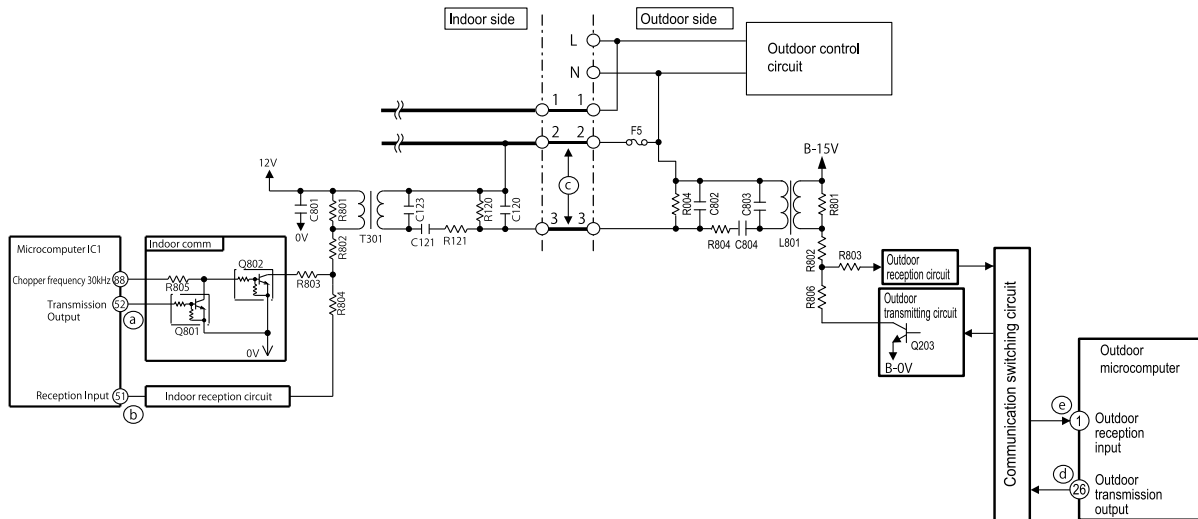 Indoor side
Outdoor side
L
N
Outdoor control
circuit
1
1
2
2
F5
12V
B-15V
C801
0V
R801
R802
T301
C123
R120
C120
C121
R121
c
3
3
R004
C802
C803
R804
C804
L801
R801
R802
R803
R806
Outdoor
reception circuit
Outdoor
transmitting circuit
Q203
B-0V
Communication switching circuit
Microcomputer IC1
Chopper frequency 30kHz
88
Transmission
Output
52
a
Indoor comm
R805
Q802
Q801
0V
R803
R804
Reception Input
51
b
Indoor reception circuit
Outdoor
microcomputer
e
1
Outdoor
reception
input
d
26
Outdoor
transmission
output